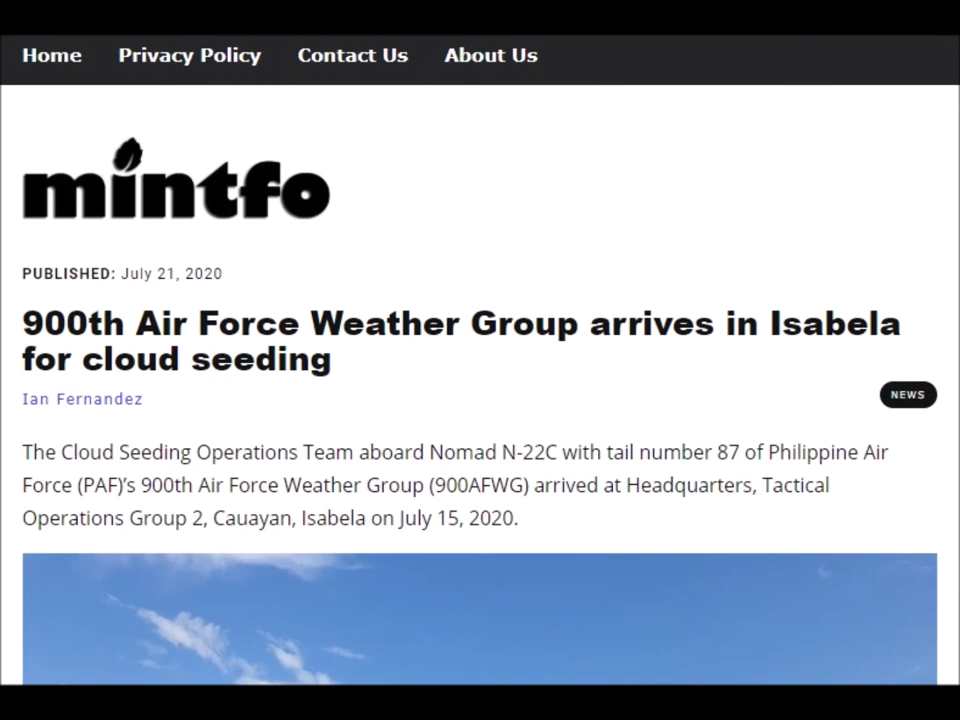 Home Privacy Policy Contact Us About Us
mintfo
PUBLISHED: July 21, 2020
900th Air Force Weather Group arrives in Isabela
for cloud seeding
Ian Fernandez
NEWS
The Cloud Seeding Operations Team aboard Nomad N-22C with tail number 87 of Philippine Air
Force (PAF)’s 900th Air Force Weather Group (900AFWG) arrived at Headquarters, Tactical
Operations Group 2, Cauayan, Isabela on July 15, 2020.